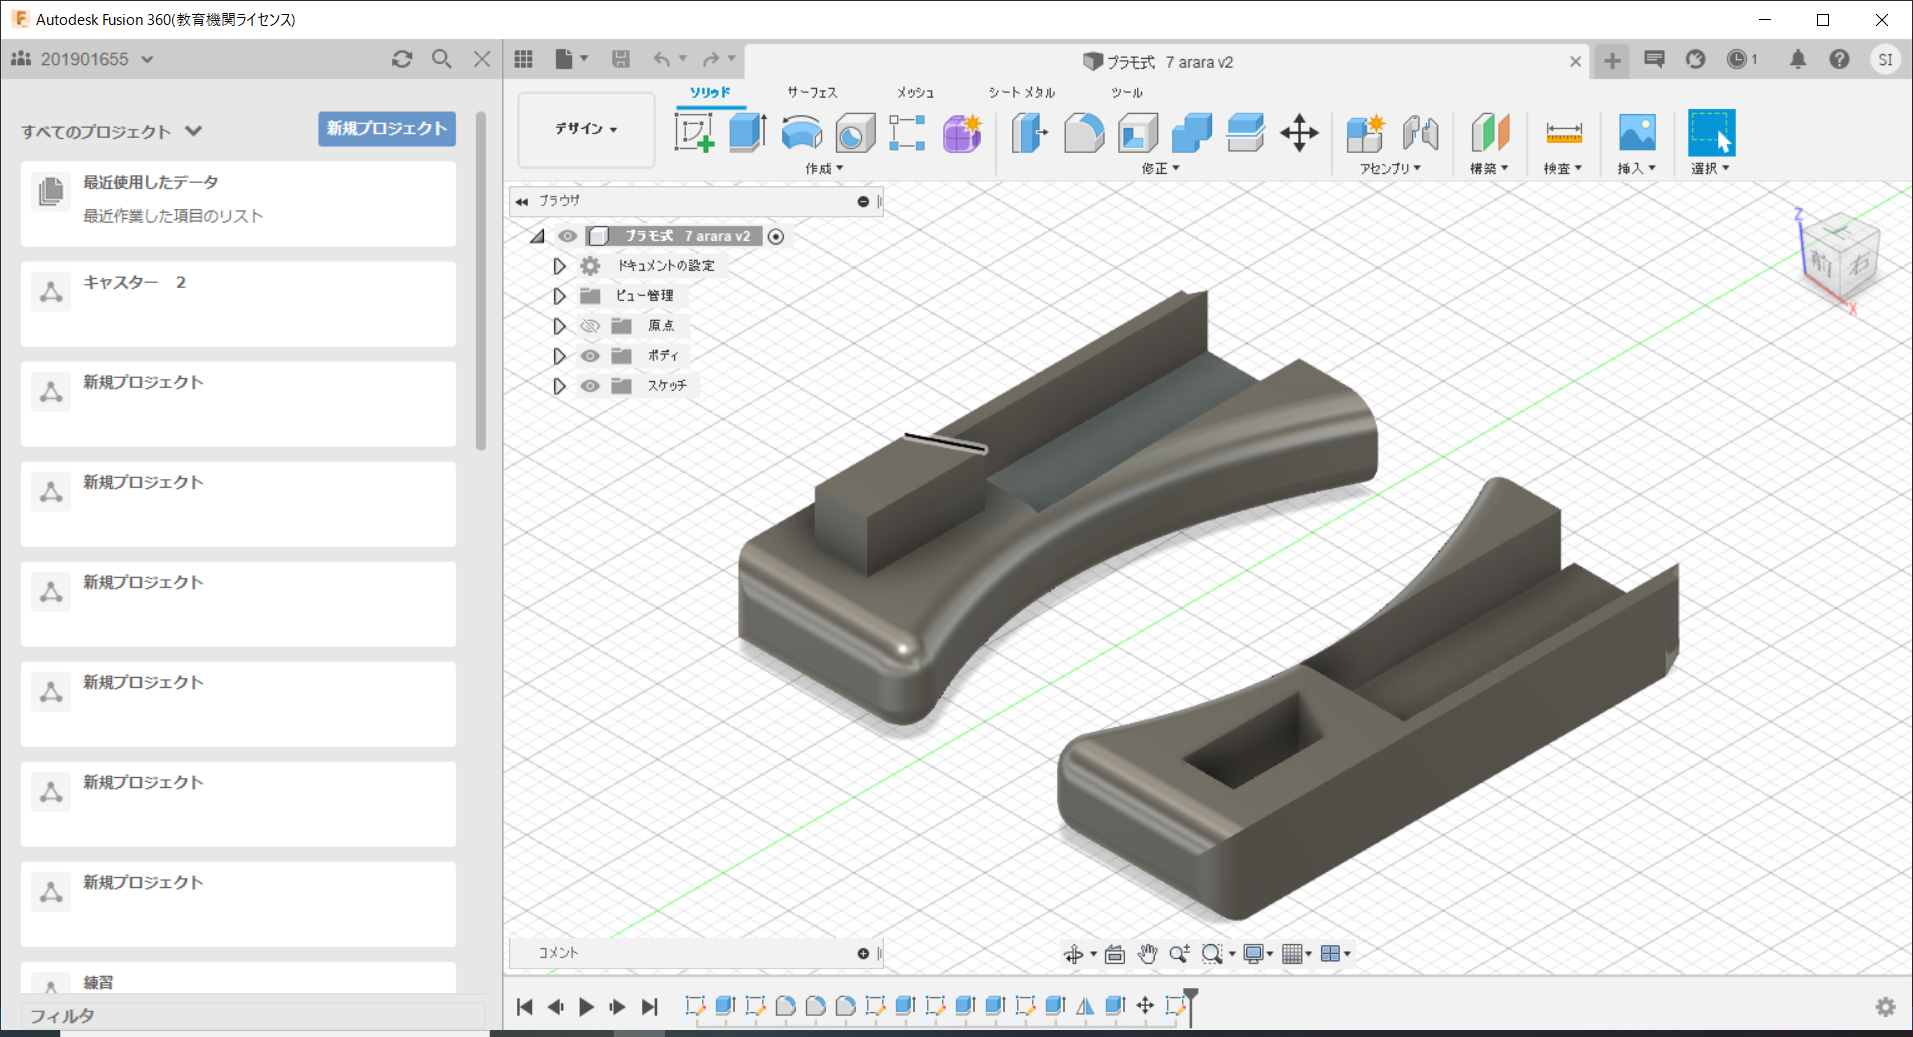 Autodesk Fusion 360(教育機関ライセンス)
201901655
プラモ式 7 arara v2
1
SI
すべてのプロジェクト
新規プロジェクト
最近使用したデータ
最近作業した項目のリスト
キャスター 2
新規プロジェクト
新規プロジェクト
新規プロジェクト
新規プロジェクト
新規プロジェクト
新規プロジェクト
練習
フィルタ
ソリッド
サーフェス
メッシュ
シート メタル
ツール
デザイン
作成
修正
アセンブリ
構築
検査
挿入
選択
ブラウザ
プラモ式 7 arara v2
ドキュメントの設定
ビュー管理
原点
ボディ
スケッチ
Z
上
前
右
X
コメント